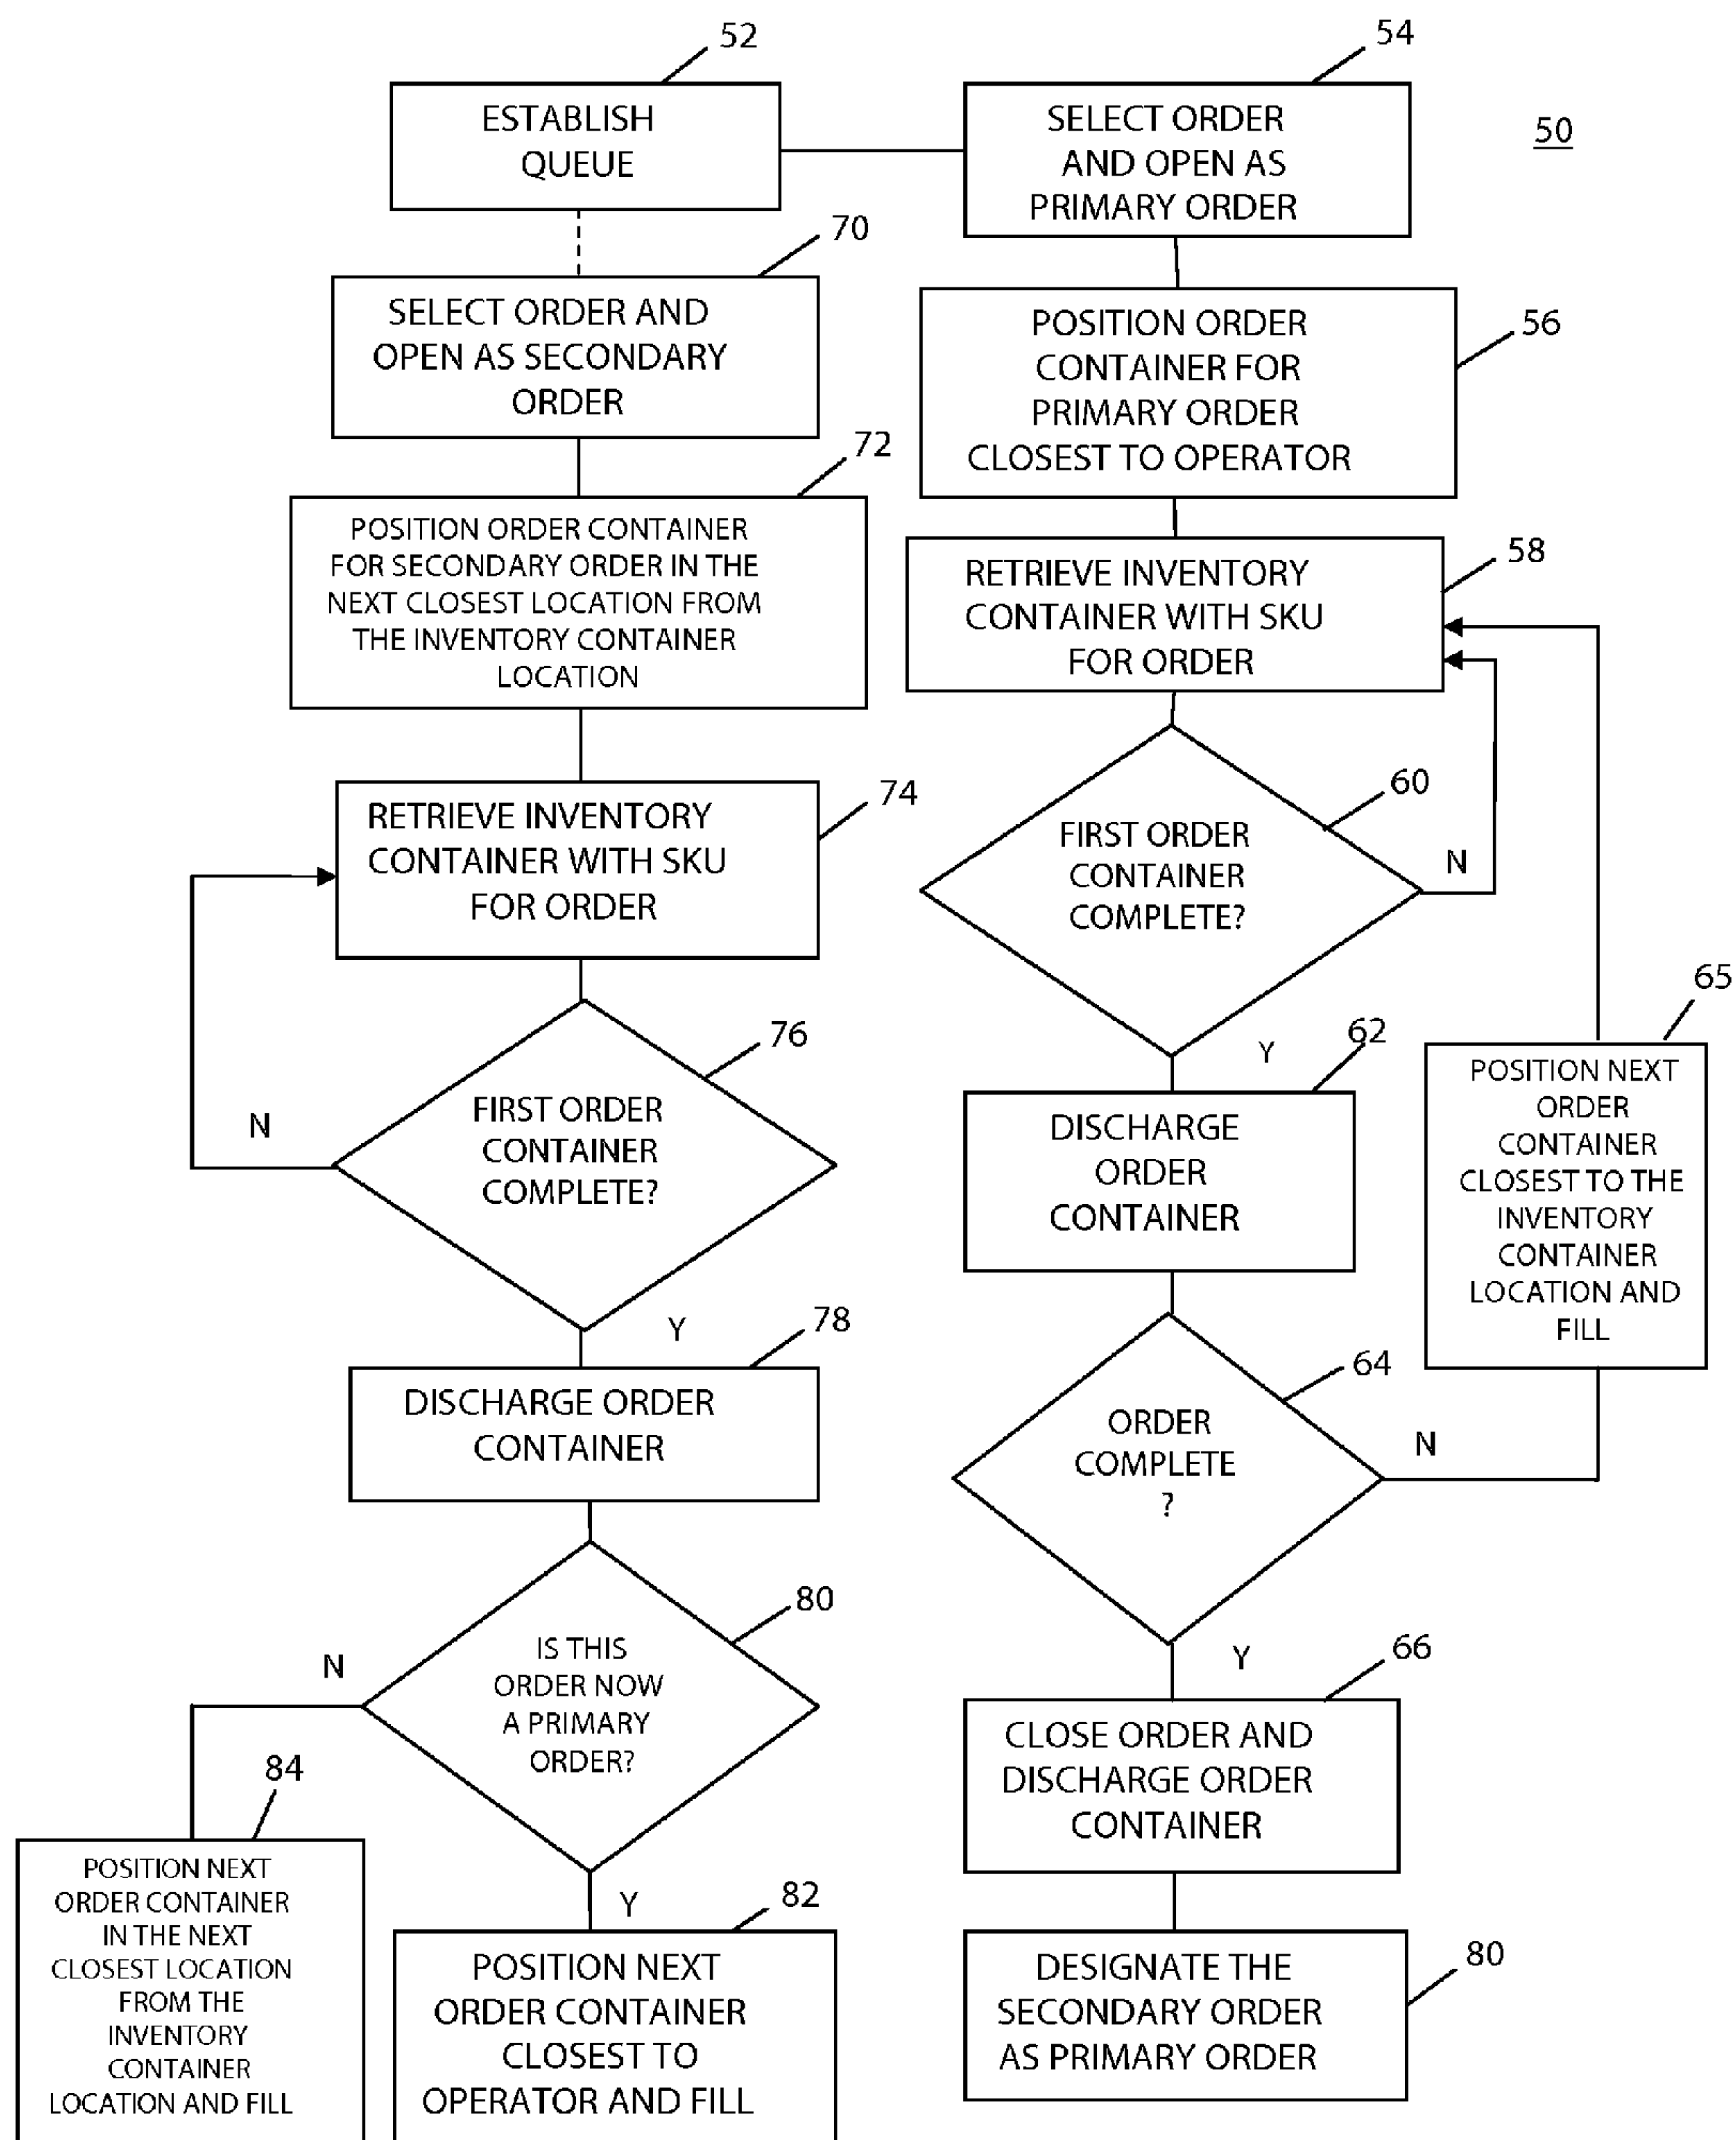 52
54
50
ESTABLISH
QUEUE
SELECT ORDER
AND OPEN AS
PRIMARY ORDER
70
SELECT ORDER AND
OPEN AS SECONDARY
ORDER
56
POSITION ORDER
CONTAINER FOR
PRIMARY ORDER
CLOSEST TO OPERATOR
72
POSITION ORDER CONTAINER
FOR SECONDARY ORDER IN THE
NEXT CLOSEST LOCATION FROM
THE INVENTORY CONTAINER
LOCATION
58
RETRIEVE INVENTORY
CONTAINER WITH SKU
FOR ORDER
74
RETRIEVE INVENTORY
CONTAINER WITH SKU
FOR ORDER
60
FIRST ORDER
CONTAINER
COMPLETE?
N
65
POSITION NEXT
ORDER
CONTAINER
CLOSEST TO THE
INVENTORY
CONTAINER
LOCATION AND
FILL
76
FIRST ORDER
CONTAINER
COMPLETE?
N
Y
62
DISCHARGE
ORDER
CONTAINER
Y
78
DISCHARGE ORDER
CONTAINER
64
ORDER
COMPLETE
?
N
80
IS THIS
ORDER NOW
A PRIMARY
ORDER?
N
Y
66
CLOSE ORDER AND
DISCHARGE ORDER
CONTAINER
84
POSITION NEXT
ORDER CONTAINER
IN THE NEXT
CLOSEST LOCATION
FROM THE
INVENTORY
CONTAINER
LOCATION AND FILL
Y
82
POSITION NEXT
ORDER CONTAINER
CLOSEST TO
OPERATOR AND FILL
80
DESIGNATE THE
SECONDARY ORDER
AS PRIMARY ORDER